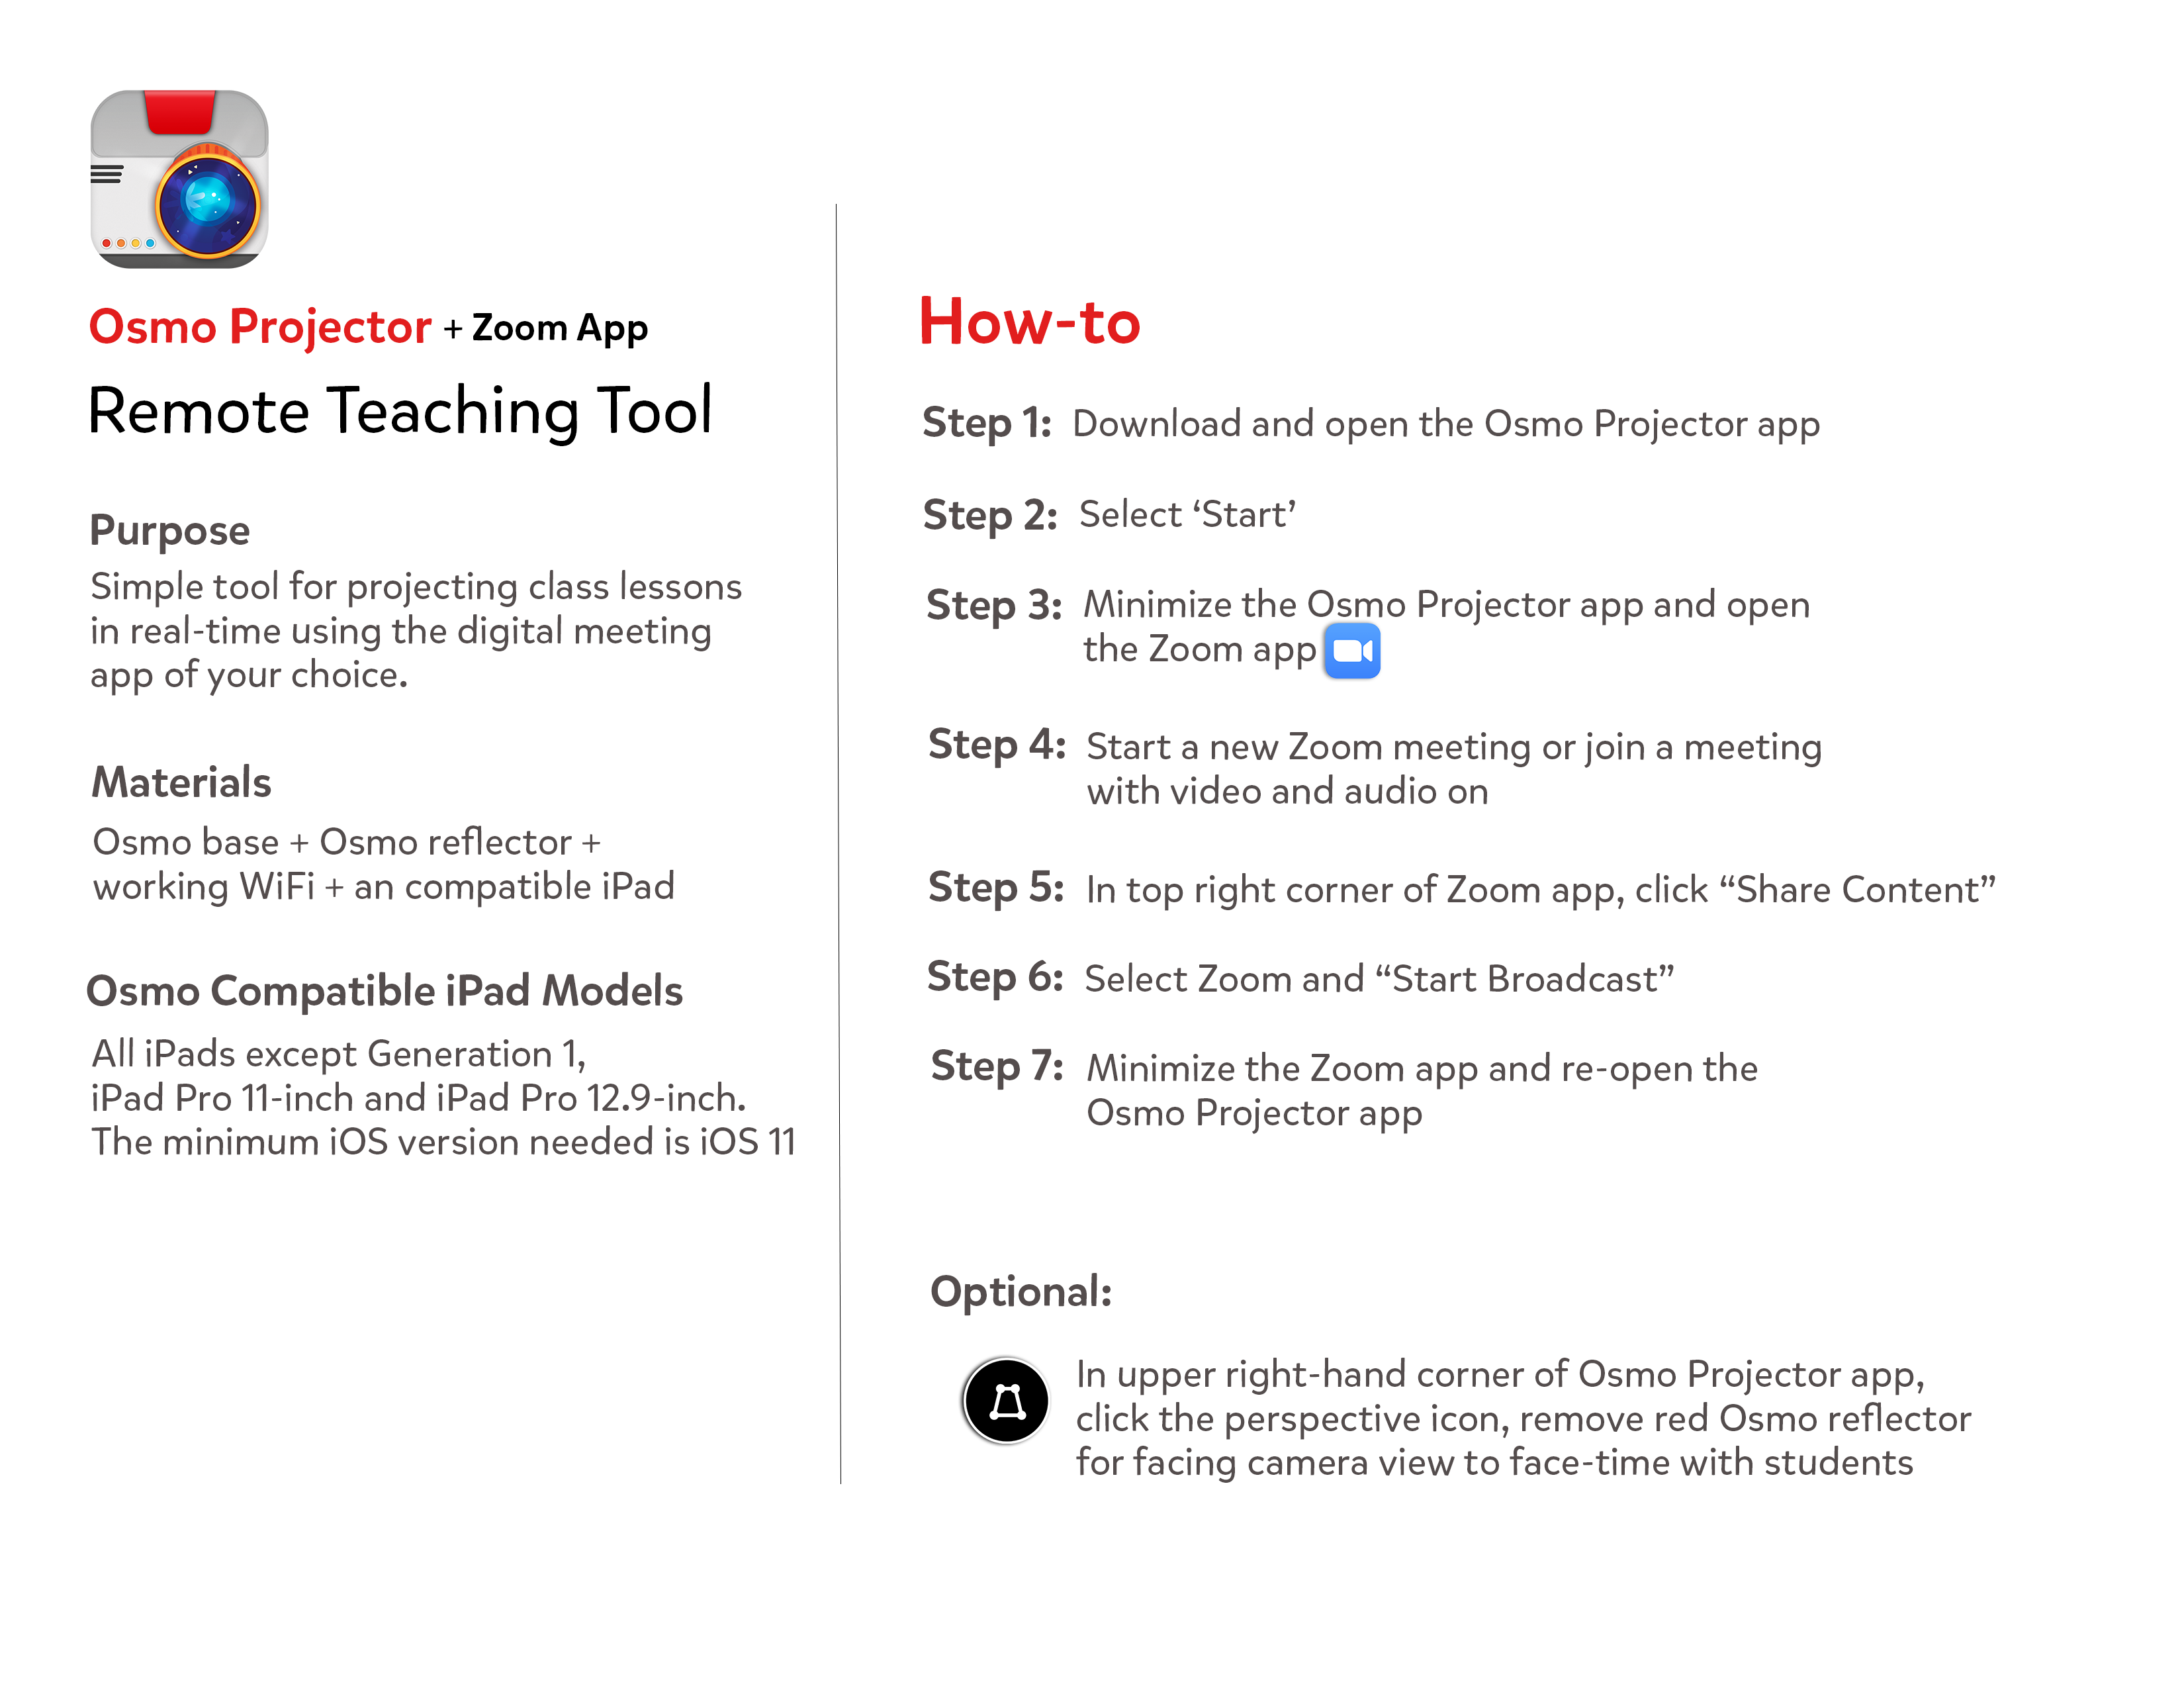 Osmo Projector + Zoom App
Remote Teaching Tool
Purpose
Simple tool for projecting class lessons
in real-time using the digital meeting
app of your choice.
Materials
Osmo base + Osmo reflector +
working WiFi + an compatible iPad
Osmo Compatible iPad Models
All iPads except Generation 1,
iPad Pro 11-inch and iPad Pro 12.9-inch.
The minimum iOS version needed is iOS 11
How-to
Step 1: Download and open the Osmo Projector app
Step 2: Select ‘Start’
Step 3: Minimize the Osmo Projector app and open
the Zoom app
Step 4: Start a new Zoom meeting or join a meeting
with video and audio on
Step 5: In top right corner of Zoom app, click “Share Content”
Step 6: Select Zoom and “Start Broadcast”
Step 7: Minimize the Zoom app and re-open the
Osmo Projector app
Optional:
In upper right-hand corner of Osmo Projector app,
click the perspective icon, remove red Osmo reflector
for facing camera view to face-time with students